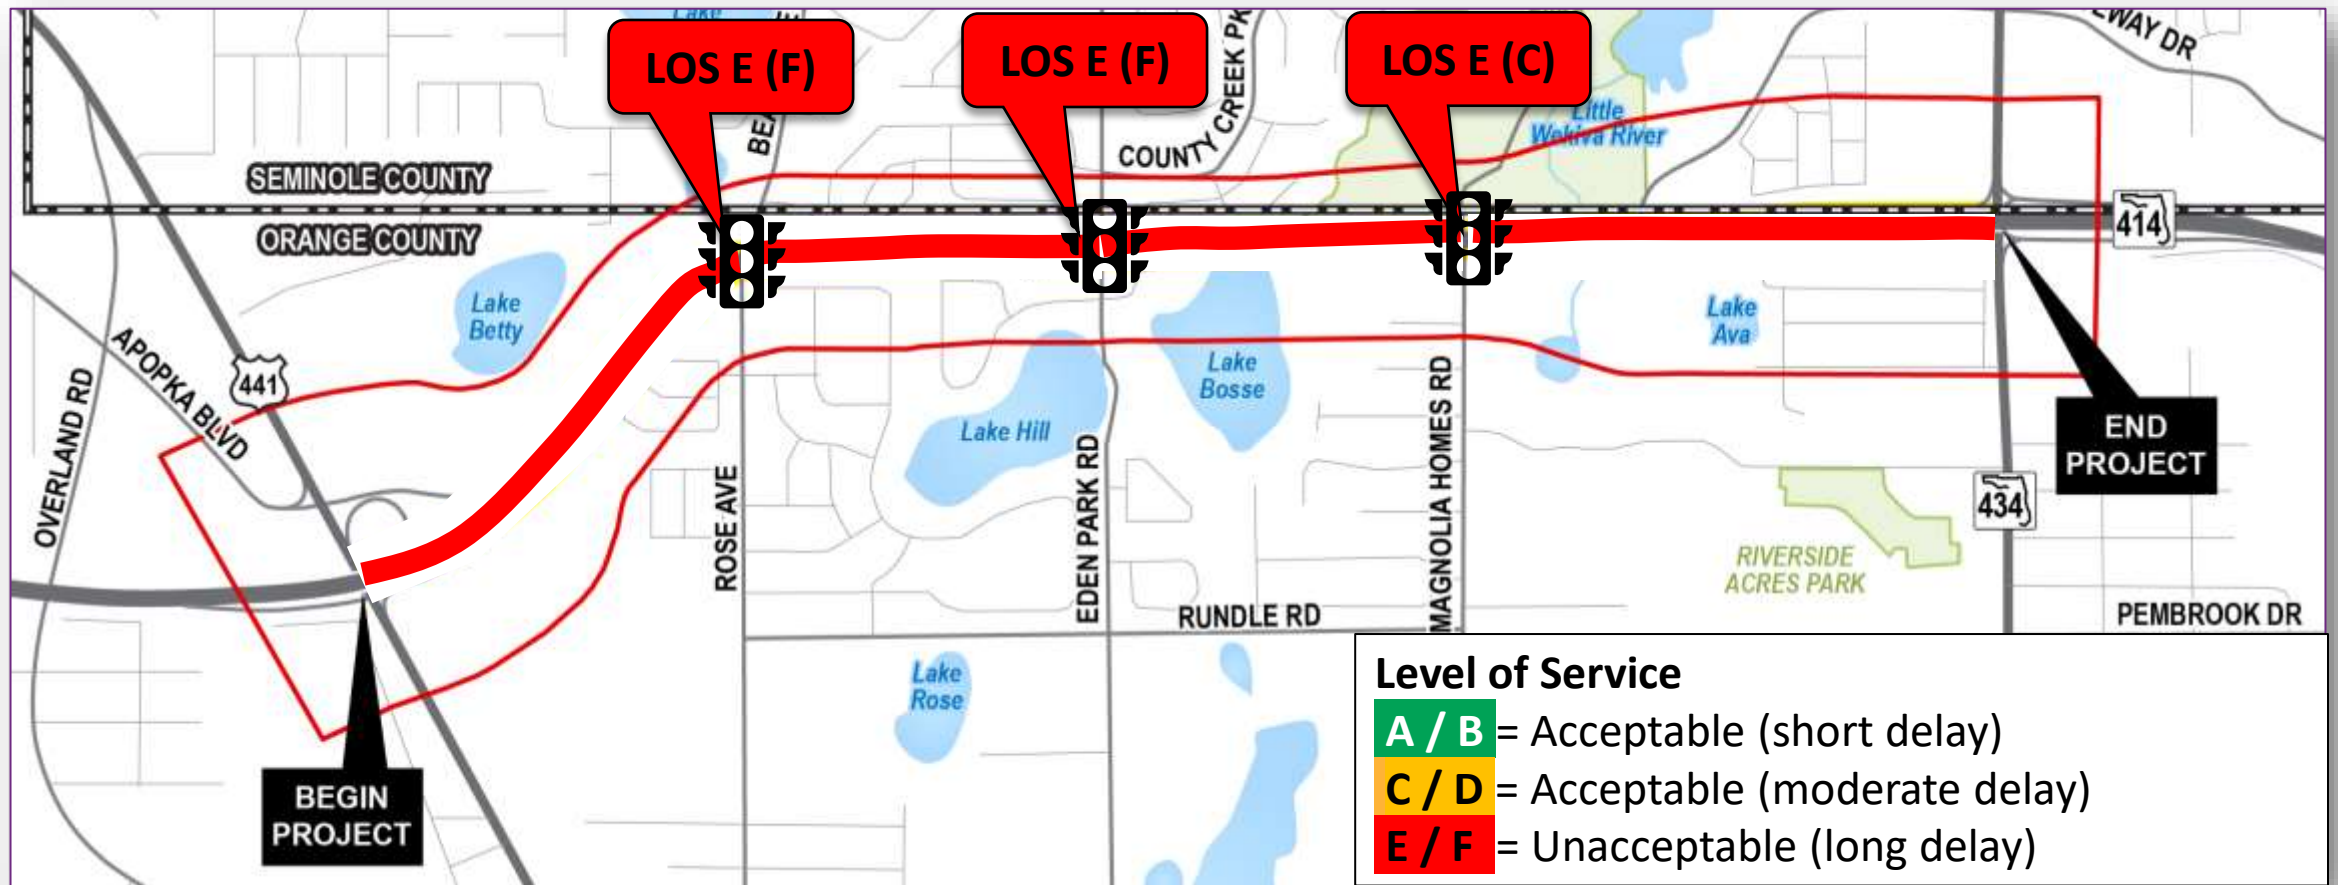 Lake
LOS E (F)
LOS E (F)
LOS E (C)
COUNTY CREEK PK
SEMINOLE COUNTY
ORANGE COUNTY
Little
Wekiva River
414
Lake
Betty
441
APOPKA BLVD
OVERLAND RD
Lake
Ava
Lake
Bosse
Lake Hill
ROSE AVE
EDEN PARK RD
MAGNOLIA HOMES RD
END
PROJECT
434
RIVERSIDE
ACRES PARK
RUNDLE RD
PEMBROOK DR
Lake
Rose
BEGIN
PROJECT
Level of Service
A / B = Acceptable (short delay)
C / D = Acceptable (moderate delay)
E / F = Unacceptable (long delay)